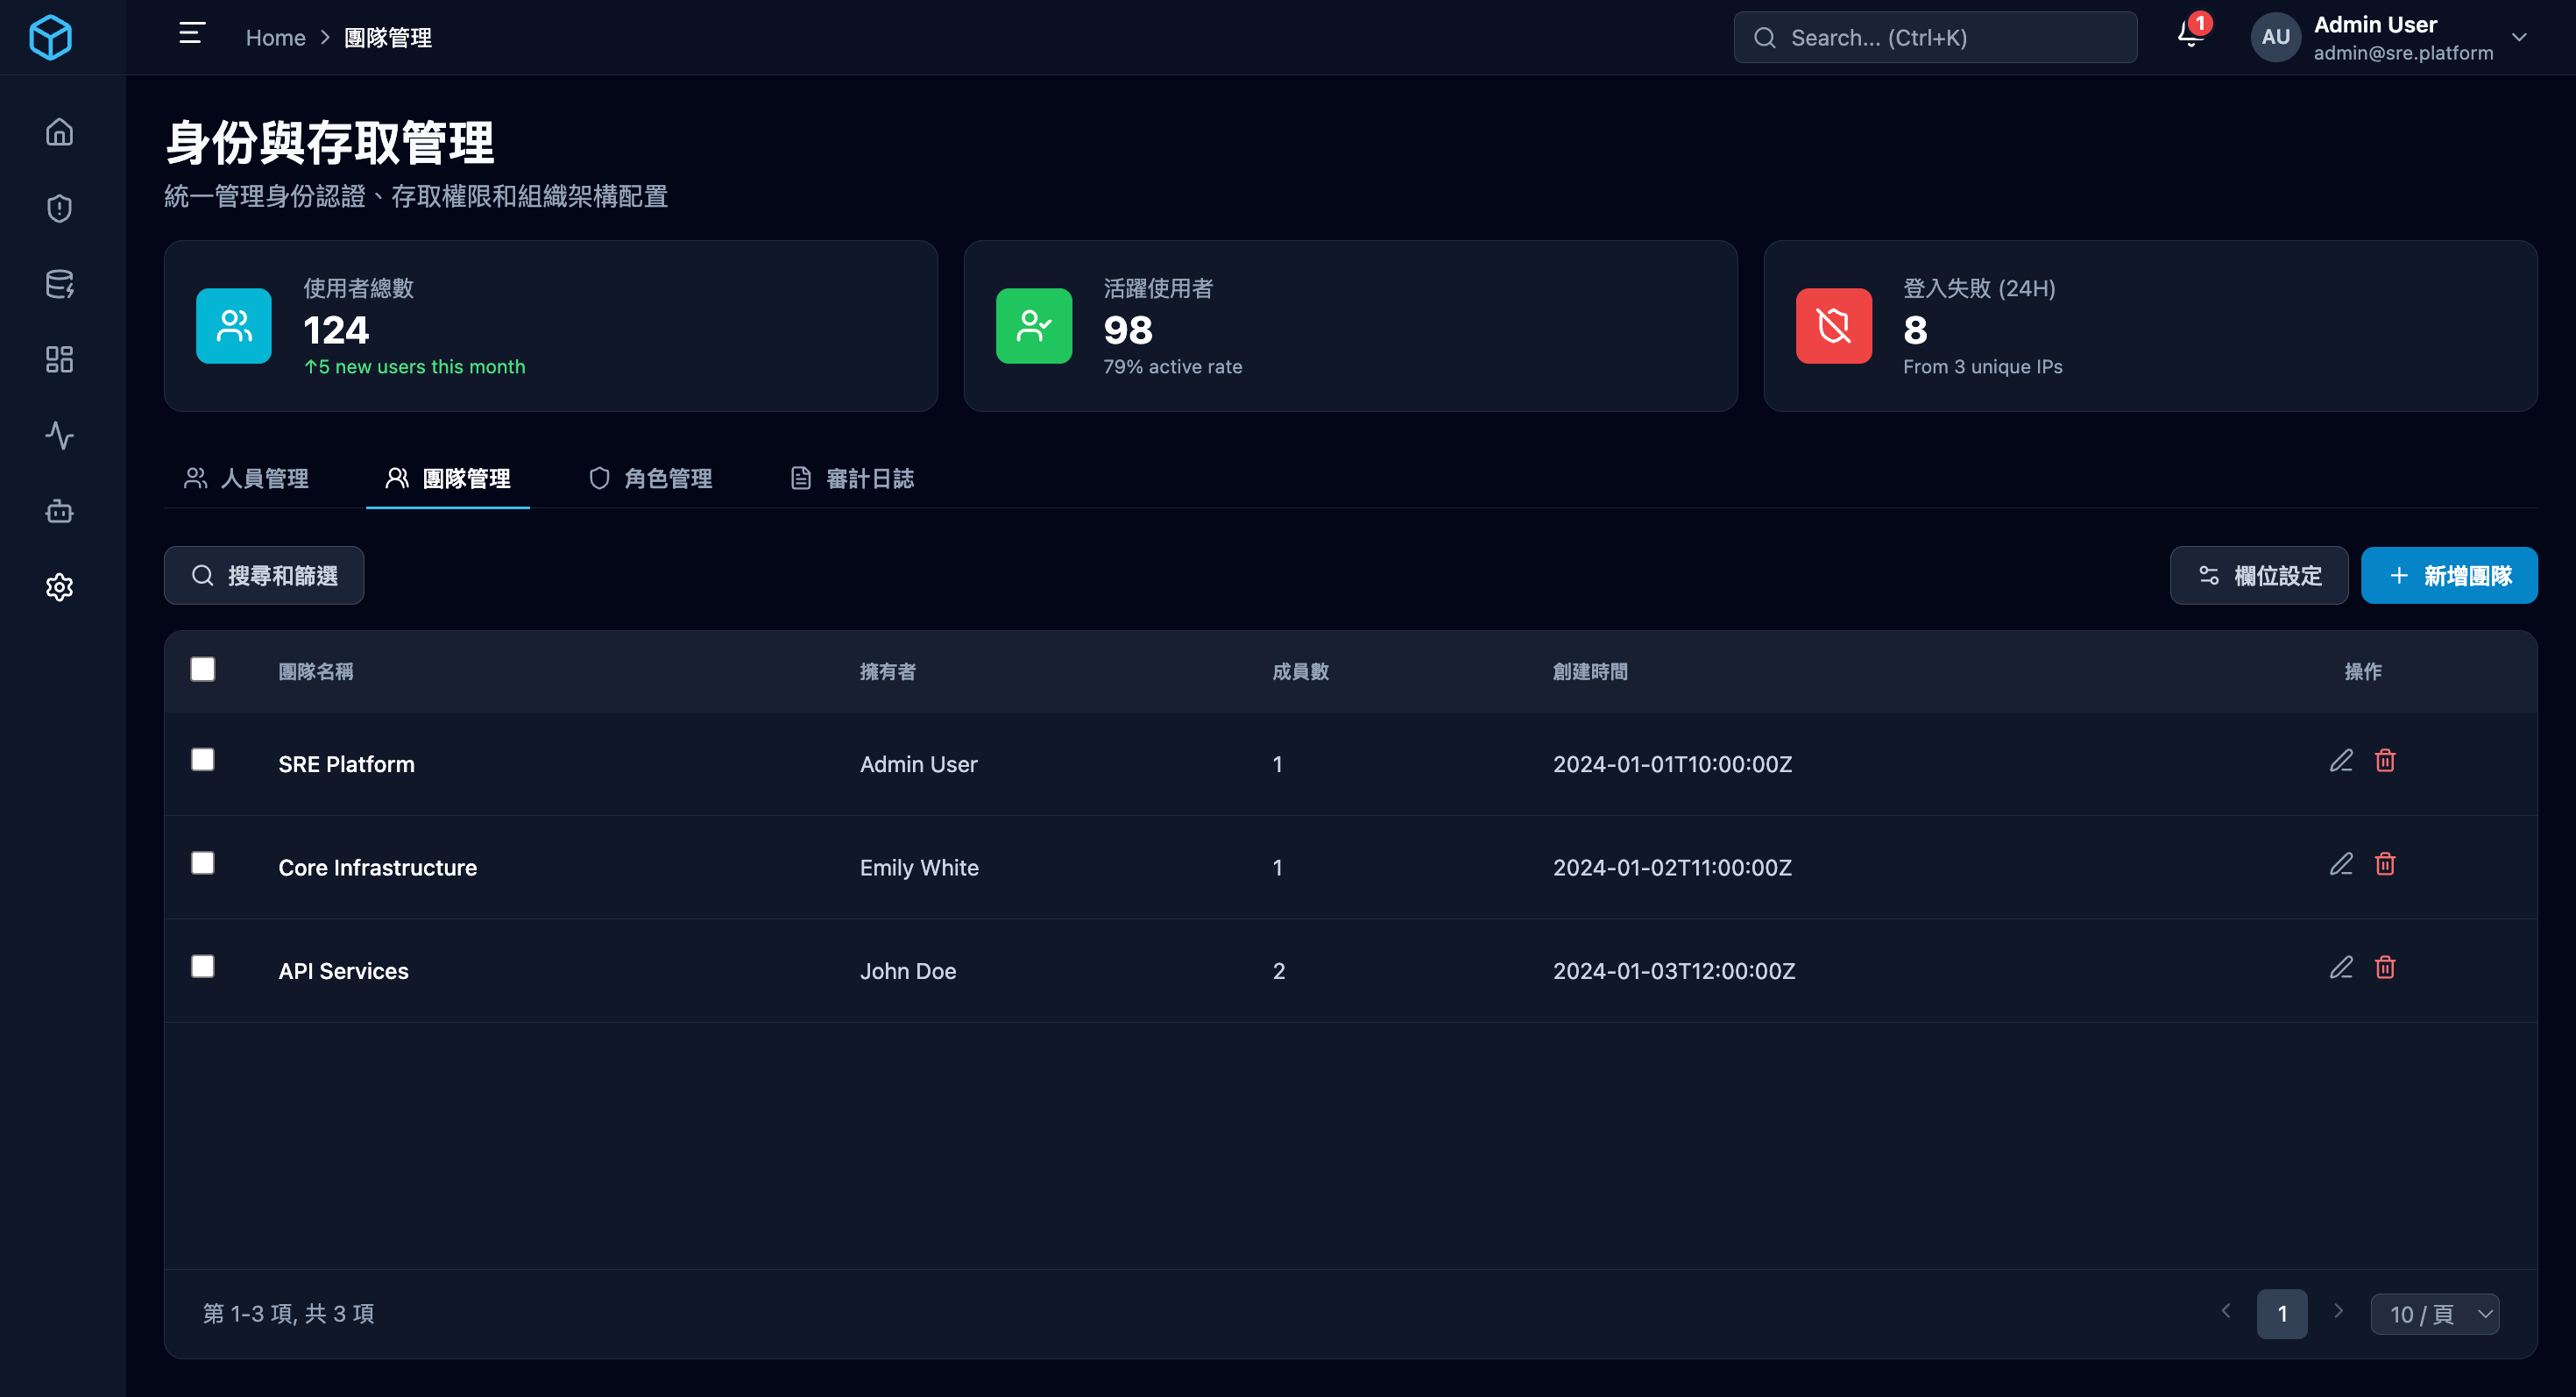 Home > 團隊管理
Search... (Ctrl+K)
1
AU
Admin User
admin@sre.platform
身份與存取管理
統一管理身份認證、存取權限和組織架構配置
使用者總數
124
↑5 new users this month
活躍使用者
98
79% active rate
登入失敗 (24H)
8
From 3 unique IPs
人員管理 團隊管理 角色管理 審計日誌
搜尋和篩選 欄位設定 + 新增團隊
團隊名稱 擁有者 成員數 創建時間 操作
SRE Platform Admin User 1 2024-01-01T10:00:00Z
Core Infrastructure Emily White 1 2024-01-02T11:00:00Z
API Services John Doe 2 2024-01-03T12:00:00Z
第 1-3 項, 共 3 項 1 10 / 頁